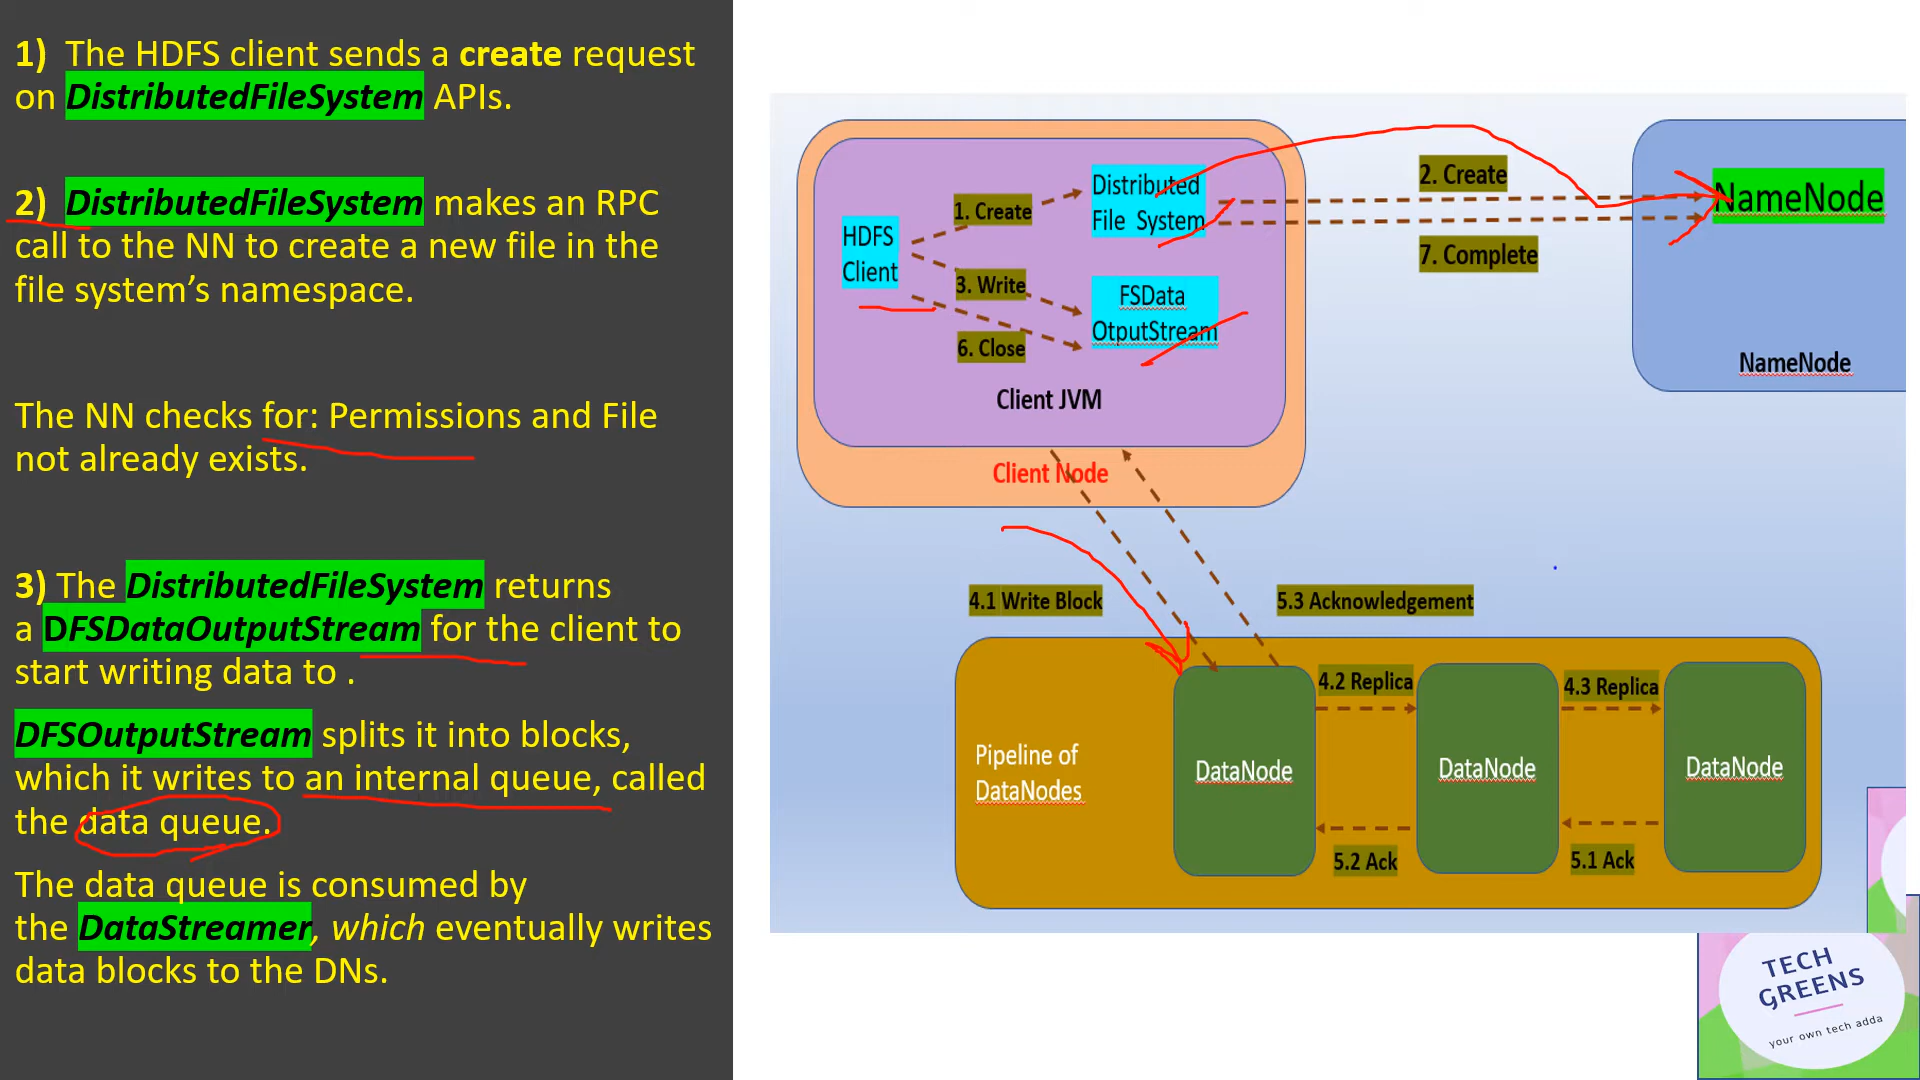 1) The HDFS client sends a create request
on DistributedFileSystem APIs.
2) DistributedFileSystem makes an RPC
call to the NN to create a new file in the
file system’s namespace.
The NN checks for: Permissions and File
not already exists.
3) The DistributedFileSystem returns
a DFSDataOutputStream for the client to
start writing data to .
DFSOutputStream splits it into blocks,
which it writes to an internal queue, called
the data queue.
The data queue is consumed by
the DataStreamer, which eventually writes
data blocks to the DNs.
HDFS
Client
1. Create
3. Write
6. Close
Distributed
File System
FSData
OtputStream
Client JVM
Client Node
2. Create
7. Complete
NameNode
NameNode
4.1 Write Block
5.3 Acknowledgement
Pipeline of
DataNodes
DataNode
4.2 Replica
5.2 Ack
DataNode
4.3 Replica
5.1 Ack
DataNode
TECH
GREENS
your own tech adda